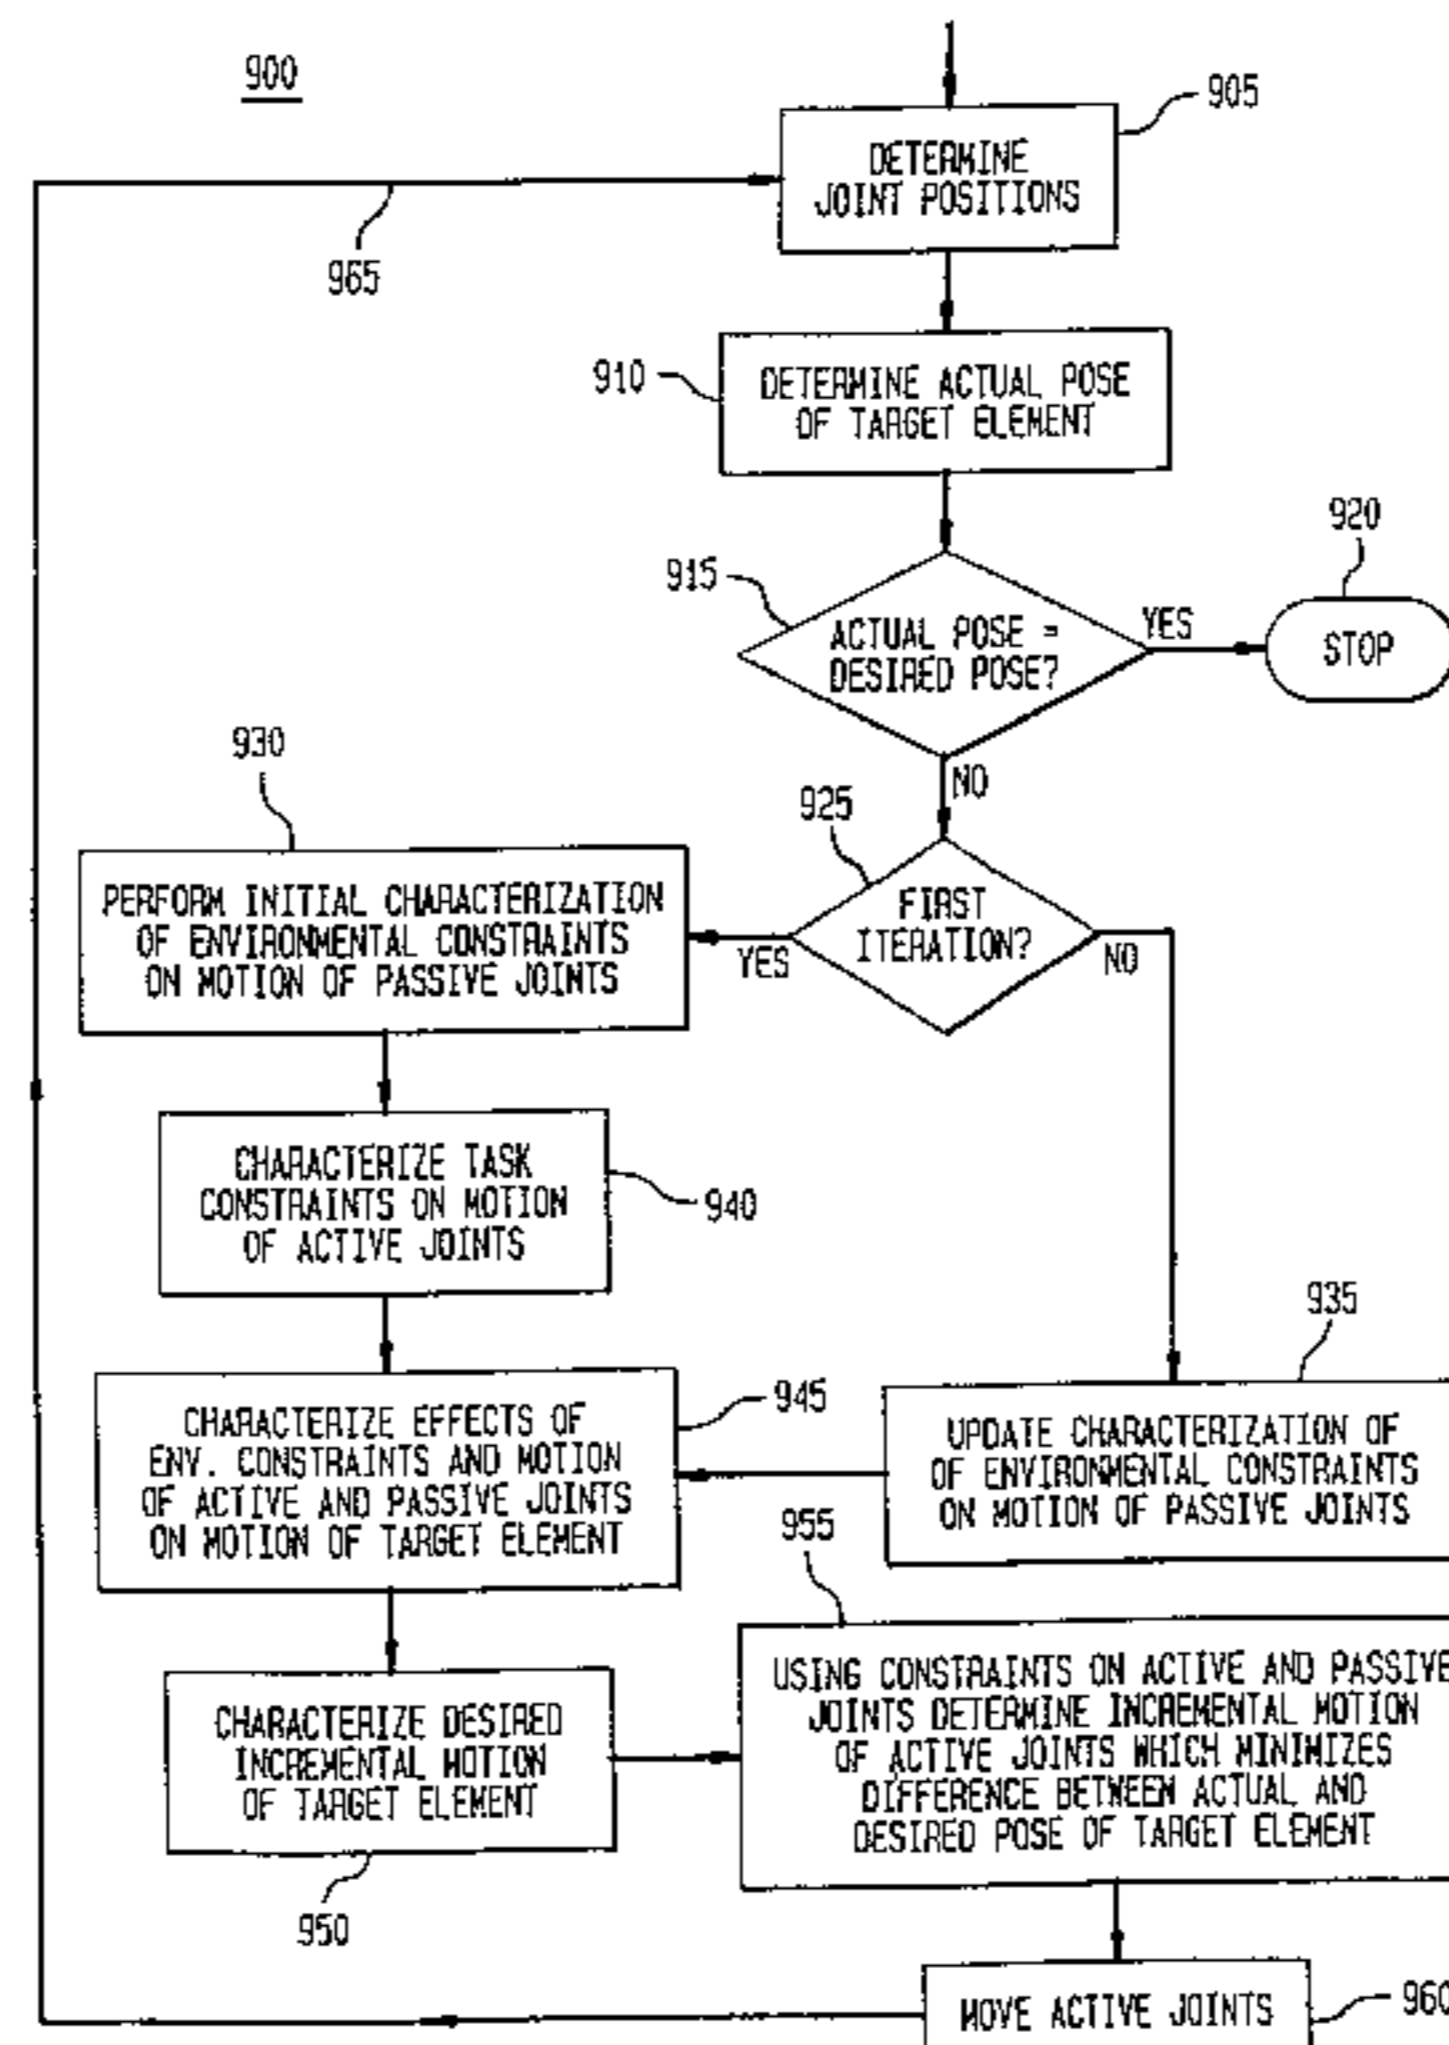 900
905
DETERMINE
JOINT POSITIONS
965
910
DETERMINE ACTUAL POSE
OF TARGET ELEMENT
915
920
ACTUAL POSE =
DESIRED POSE?
YES
STOP
NO
930
925
PERFORM INITIAL CHARACTERIZATION
OF ENVIRONMENTAL CONSTRAINTS
ON MOTION OF PASSIVE JOINTS
YES
FIRST
ITERATION?
NO
CHARACTERIZE TASK
CONSTRAINTS ON MOTION
OF ACTIVE JOINTS
940
935
CHARACTERIZE EFFECTS OF
ENV. CONSTRAINTS AND MOTION
OF ACTIVE AND PASSIVE JOINTS
ON MOTION OF TARGET ELEMENT
945
UPDATE CHARACTERIZATION OF
OF ENVIRONMENTAL CONSTRAINTS
ON MOTION OF PASSIVE JOINTS
955
CHARACTERIZE DESIRED
INCREMENTAL MOTION
OF TARGET ELEMENT
950
USING CONSTRAINTS ON ACTIVE AND PASSIVE
JOINTS DETERMINE INCREMENTAL MOTION
OF ACTIVE JOINTS WHICH MINIMIZES
DIFFERENCE BETWEEN ACTUAL AND
DESIRED POSE OF TARGET ELEMENT
MOVE ACTIVE JOINTS
960